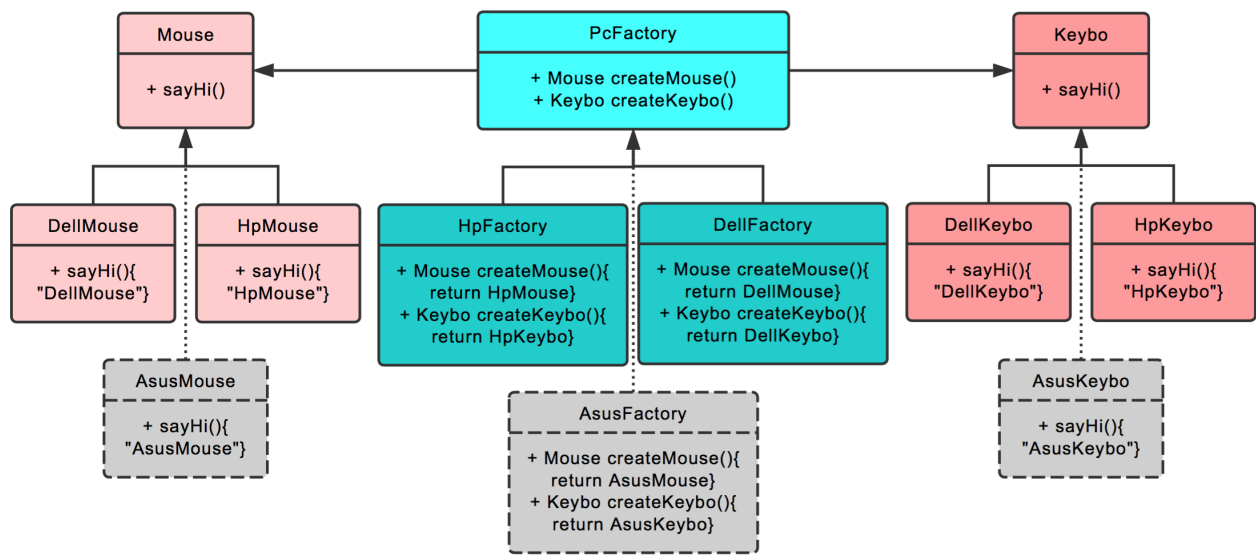 Mouse
+ sayHi()
PcFactory
+ Mouse createMouse()
+ Keybo createKeybo()
Keybo
+ sayHi()
DellMouse
+ sayHi(){
"DellMouse"}
HpMouse
+ sayHi(){
"HpMouse"}
HpFactory
+ Mouse createMouse(){
return HpMouse}
+ Keybo createKeybo(){
return HpKeybo}
DellFactory
+ Mouse createMouse(){
return DellMouse}
+ Keybo createKeybo(){
return DellKeybo}
DellKeybo
+ sayHi(){
"DellKeybo"}
HpKeybo
+ sayHi(){
"HpKeybo"}
AsusMouse
+ sayHi(){
"AsusMouse"}
AsusFactory
+ Mouse createMouse(){
return AsusMouse}
+ Keybo createKeybo(){
return AsusKeybo}
AsusKeybo
+ sayHi(){
"AsusKeybo"}